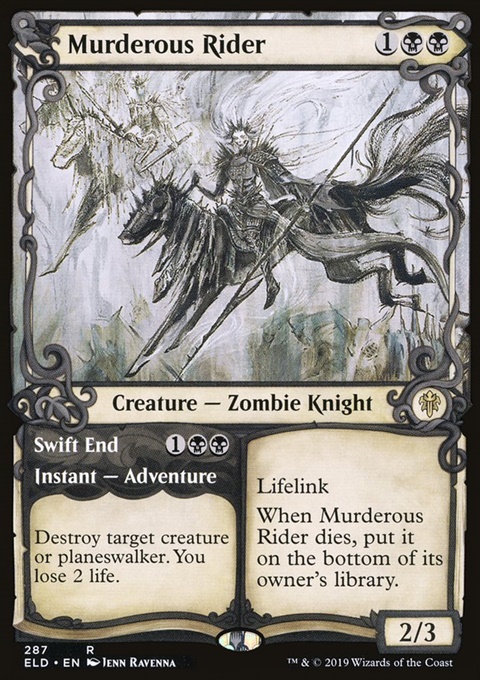 Murderous Rider 1
Creature — Zombie Knight
Swift End 1
Instant — Adventure
Destroy target creature
or planeswalker. You
lose 2 life.
Lifelink
When Murderous
Rider dies, put it
on the bottom of its
owner's library.
2/3
287 R
ELD • EN Jenn Ravenna
™ & © 2019 Wizards of the Coast